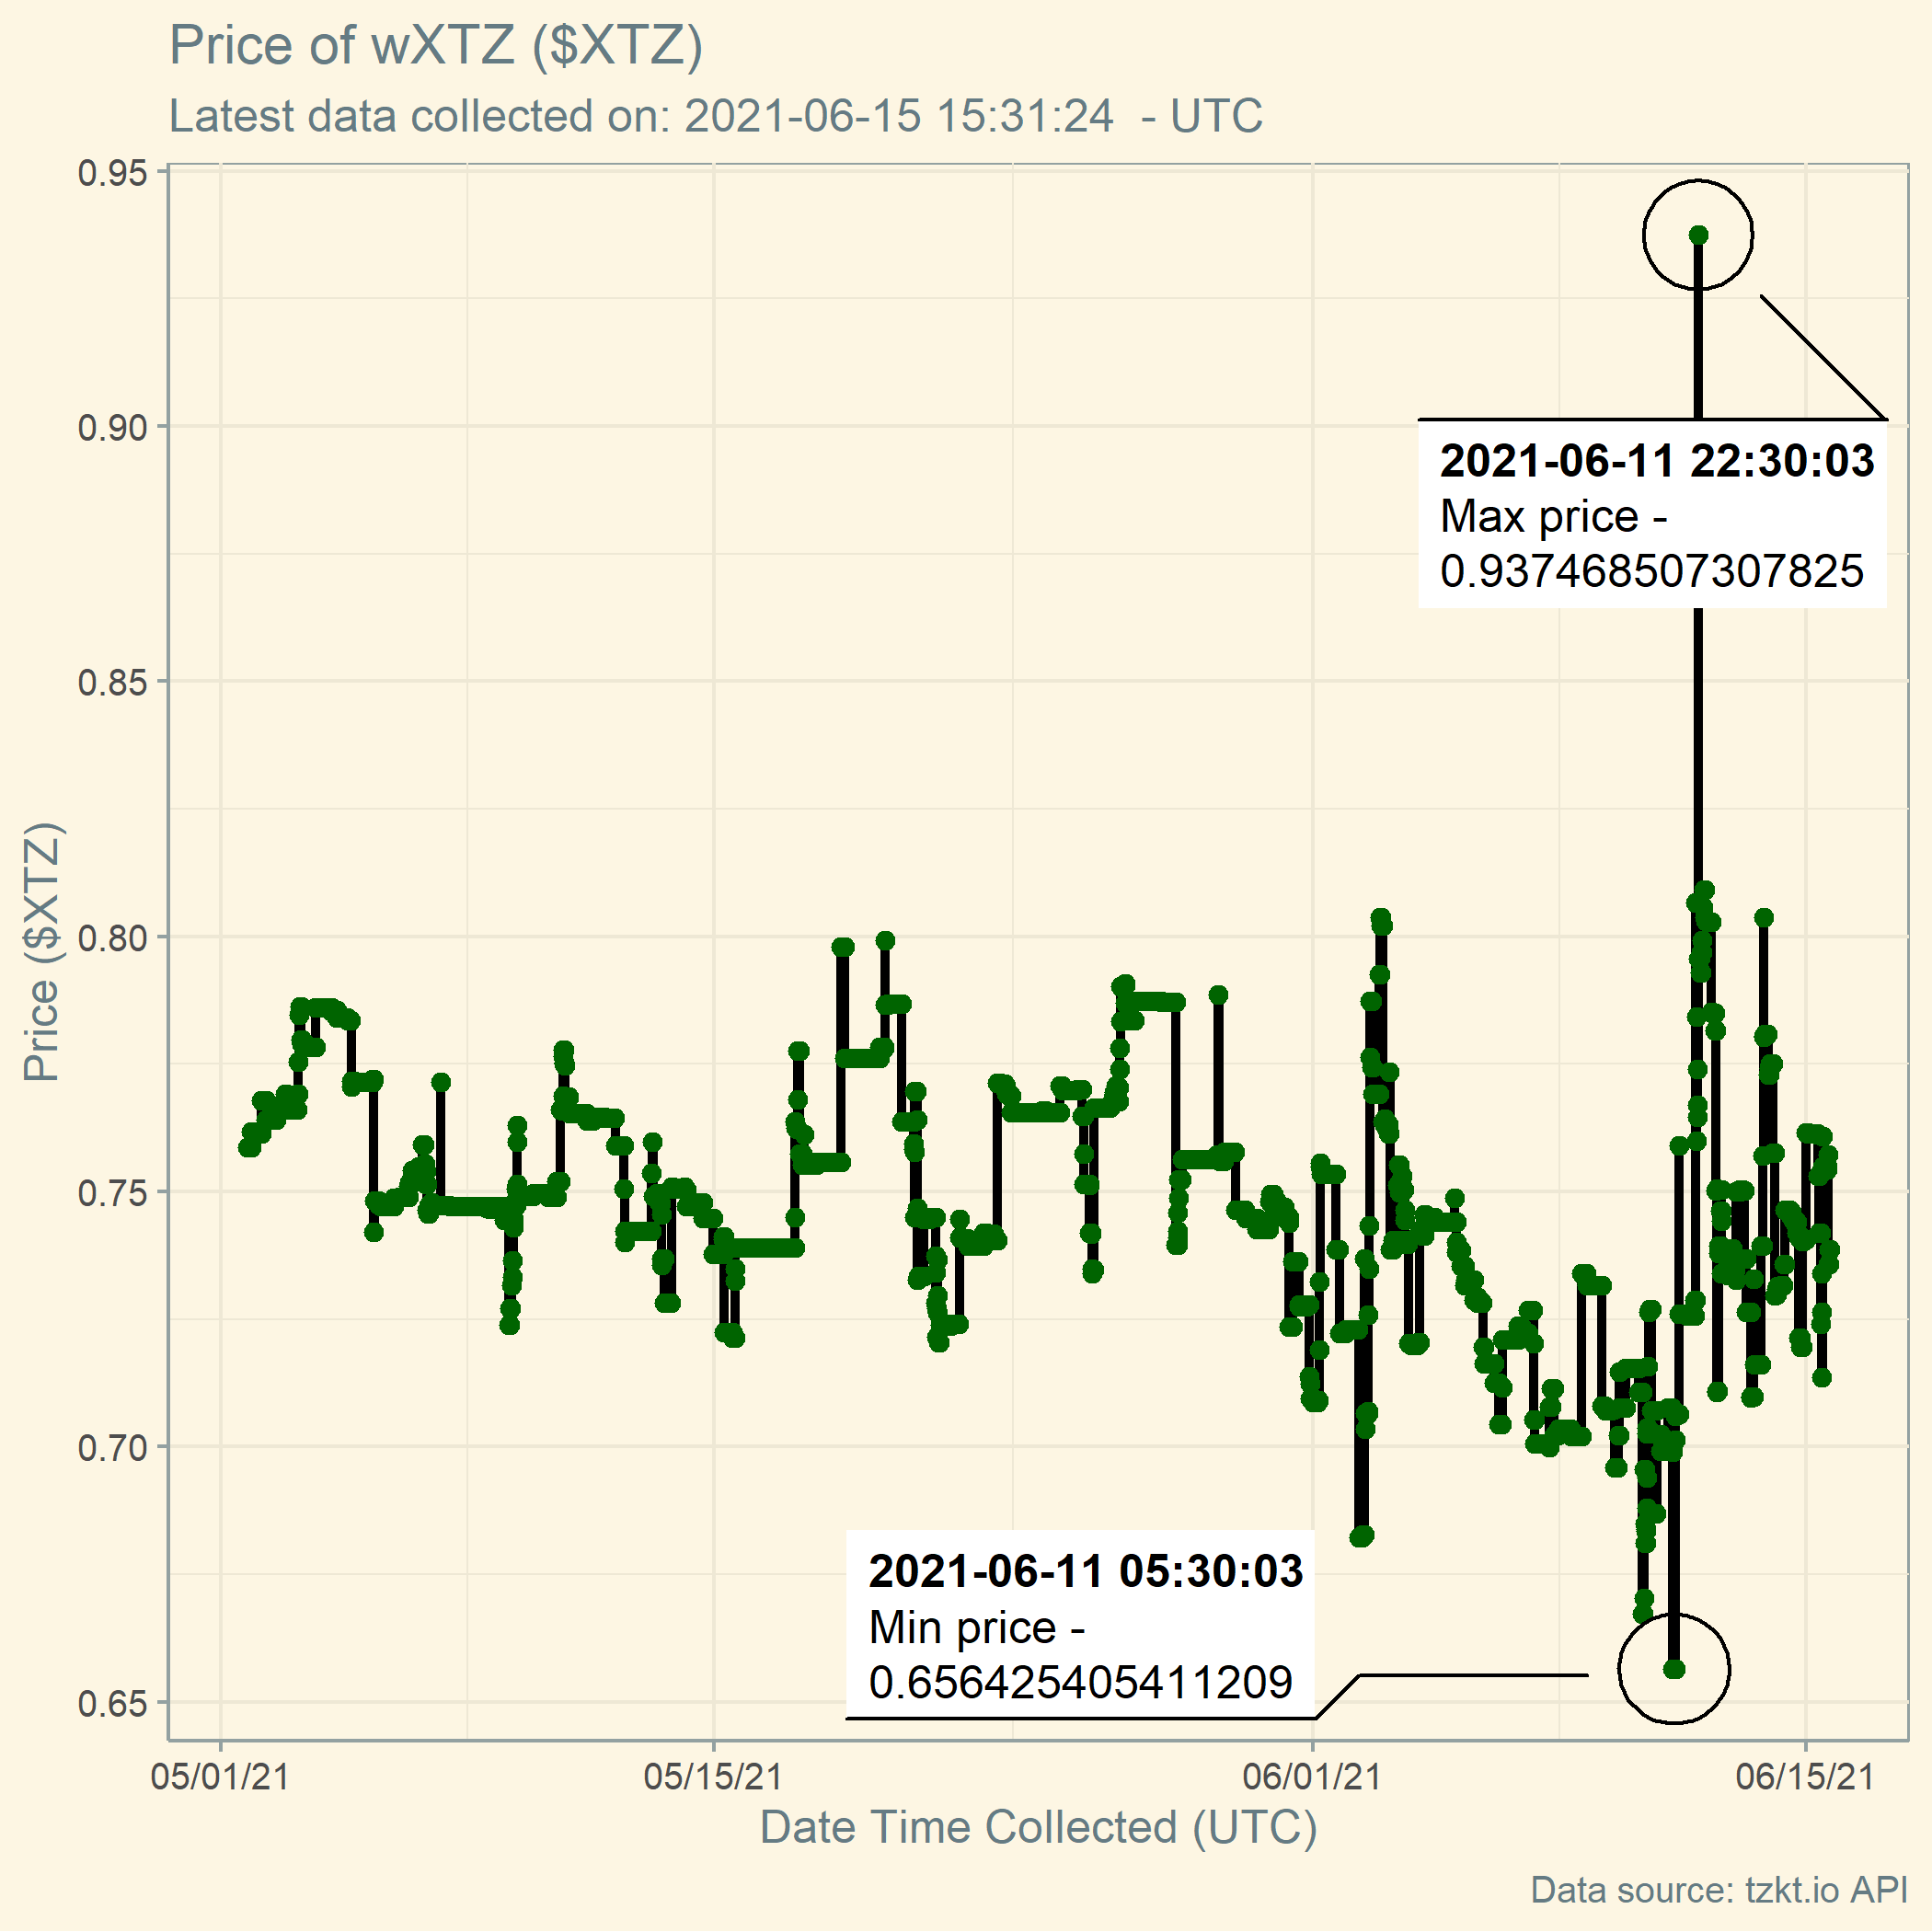 Price of wXTZ ($XTZ)
Latest data collected on: 2021-06-15 15:31:24  - UTC
0.95
0.90
0.85
0.80
0.75
0.70
0.65
Price ($XTZ)
2021-06-11 22:30:03
Max price -
0.937468507307825
2021-06-11 05:30:03
Min price -
0.656425405411209
05/01/21
05/15/21
06/01/21
06/15/21
Date Time Collected (UTC)
Data source: tzkt.io API